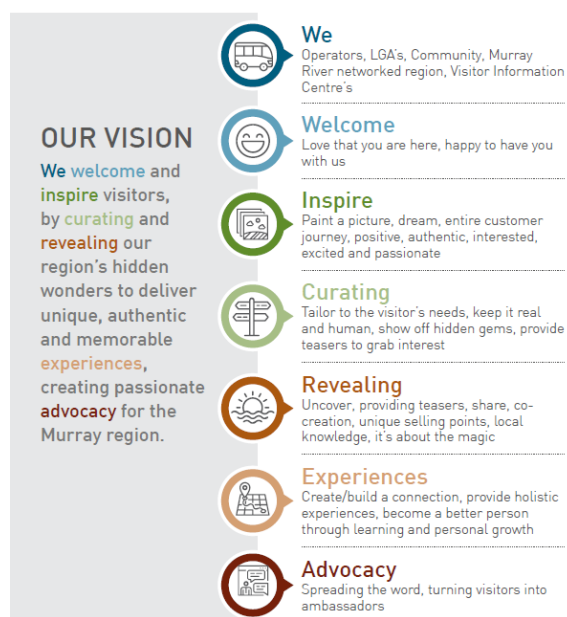 OUR VISION
We welcome and
inspire visitors,
by curating and
revealing our
region's hidden
wonders to deliver
unique, authentic
and memorable
experiences,
creating passionate
advocacy for the
Murray region.
We
Operators, LGA's, Community, Murray
River networked region, Visitor Information
Centre's
Welcome
Love that you are here, happy to have you
with us
Inspire
Paint a picture, dream, entire customer
journey, positive, authentic, interested,
excited and passionate
Curating
Tailor to the visitor's needs, keep it real
and human, show off hidden gems, provide
teasers to grab interest
Revealing
Uncover, providing teasers, share, co-
creation, unique selling points, local
knowledge, it's about the magic
Experiences
Create/build a connection, provide holistic
experiences, become a better person
through learning and personal growth
Advocacy
Spreading the word, turning visitors into
ambassadors